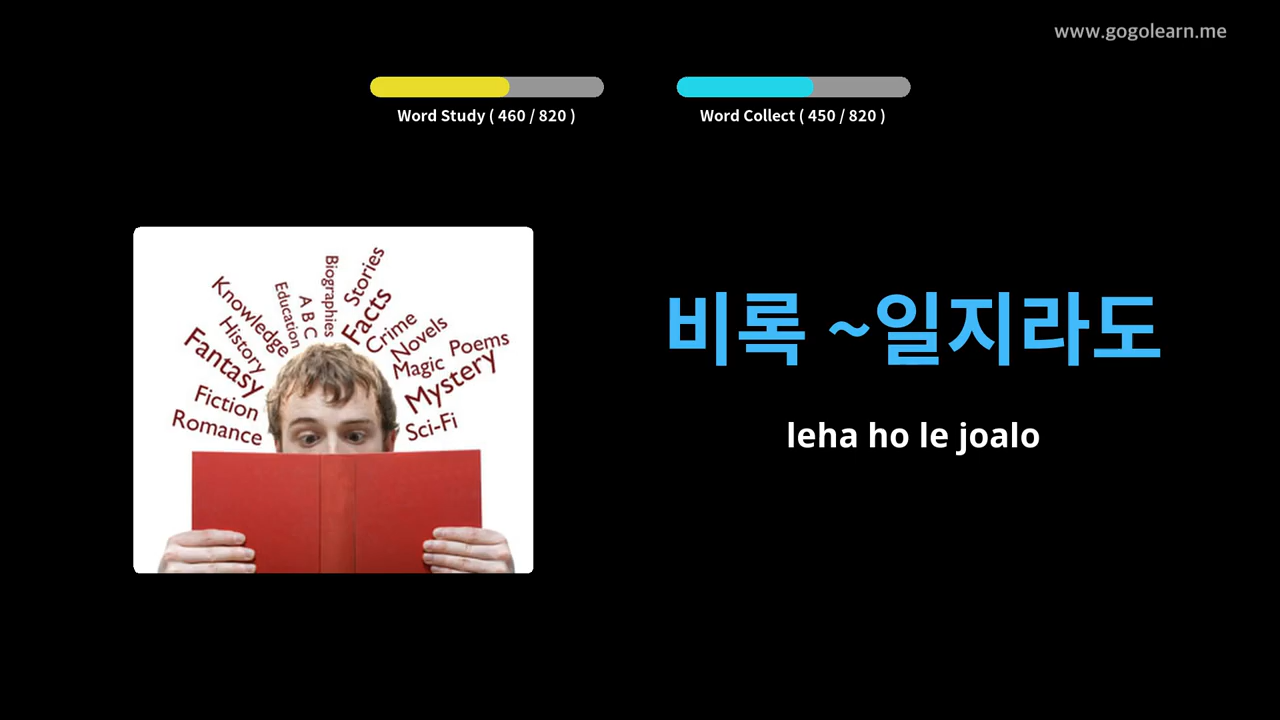 www.gogolearn.me
Word Study ( 460 / 820 )
Word Collect ( 450 / 820 )
Biographies
Stories
Knowledge
Education
A B C
Facts
Crime
History
Novels
Fantasy
Magic
Poems
Mystery
Fiction
Romance
Sci-Fi
비록 ~일지라도
leha ho le joalo